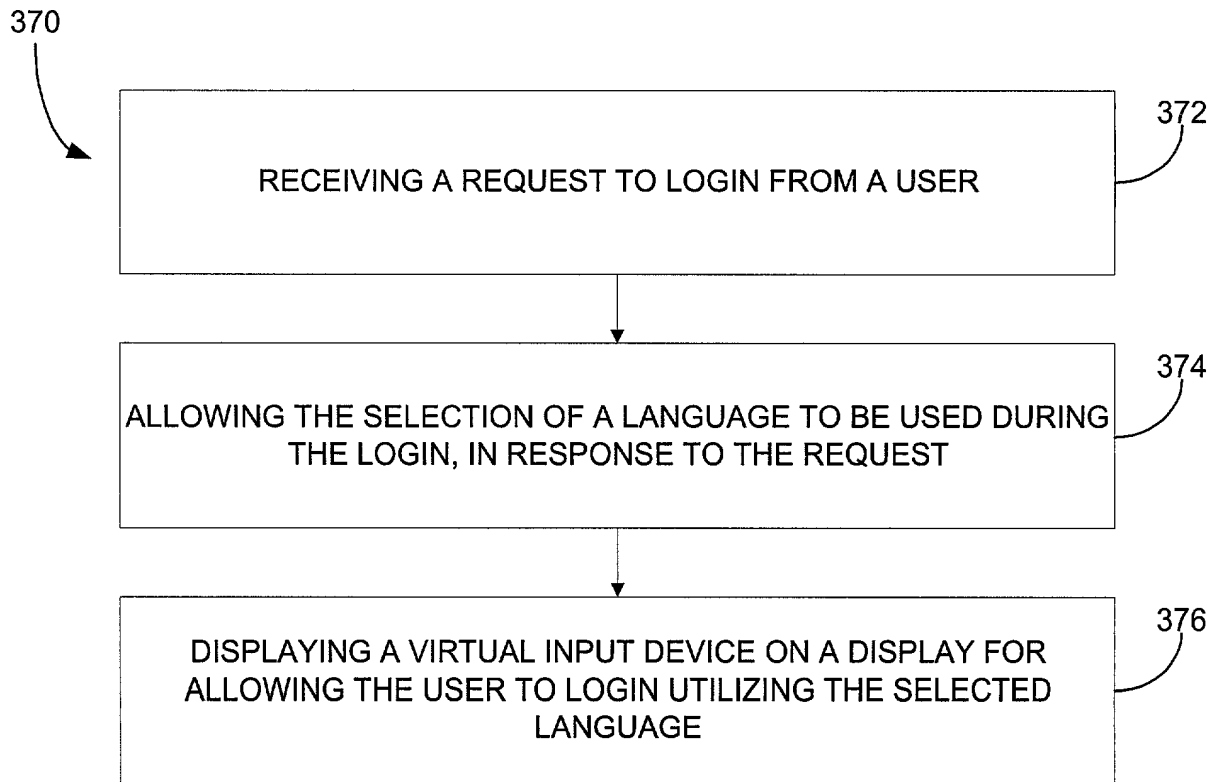 370
372
RECEIVING A REQUEST TO LOGIN FROM A USER
374
ALLOWING THE SELECTION OF A LANGUAGE TO BE USED DURING
THE LOGIN, IN RESPONSE TO THE REQUEST
376
DISPLAYING A VIRTUAL INPUT DEVICE ON A DISPLAY FOR
ALLOWING THE USER TO LOGIN UTILIZING THE SELECTED
LANGUAGE